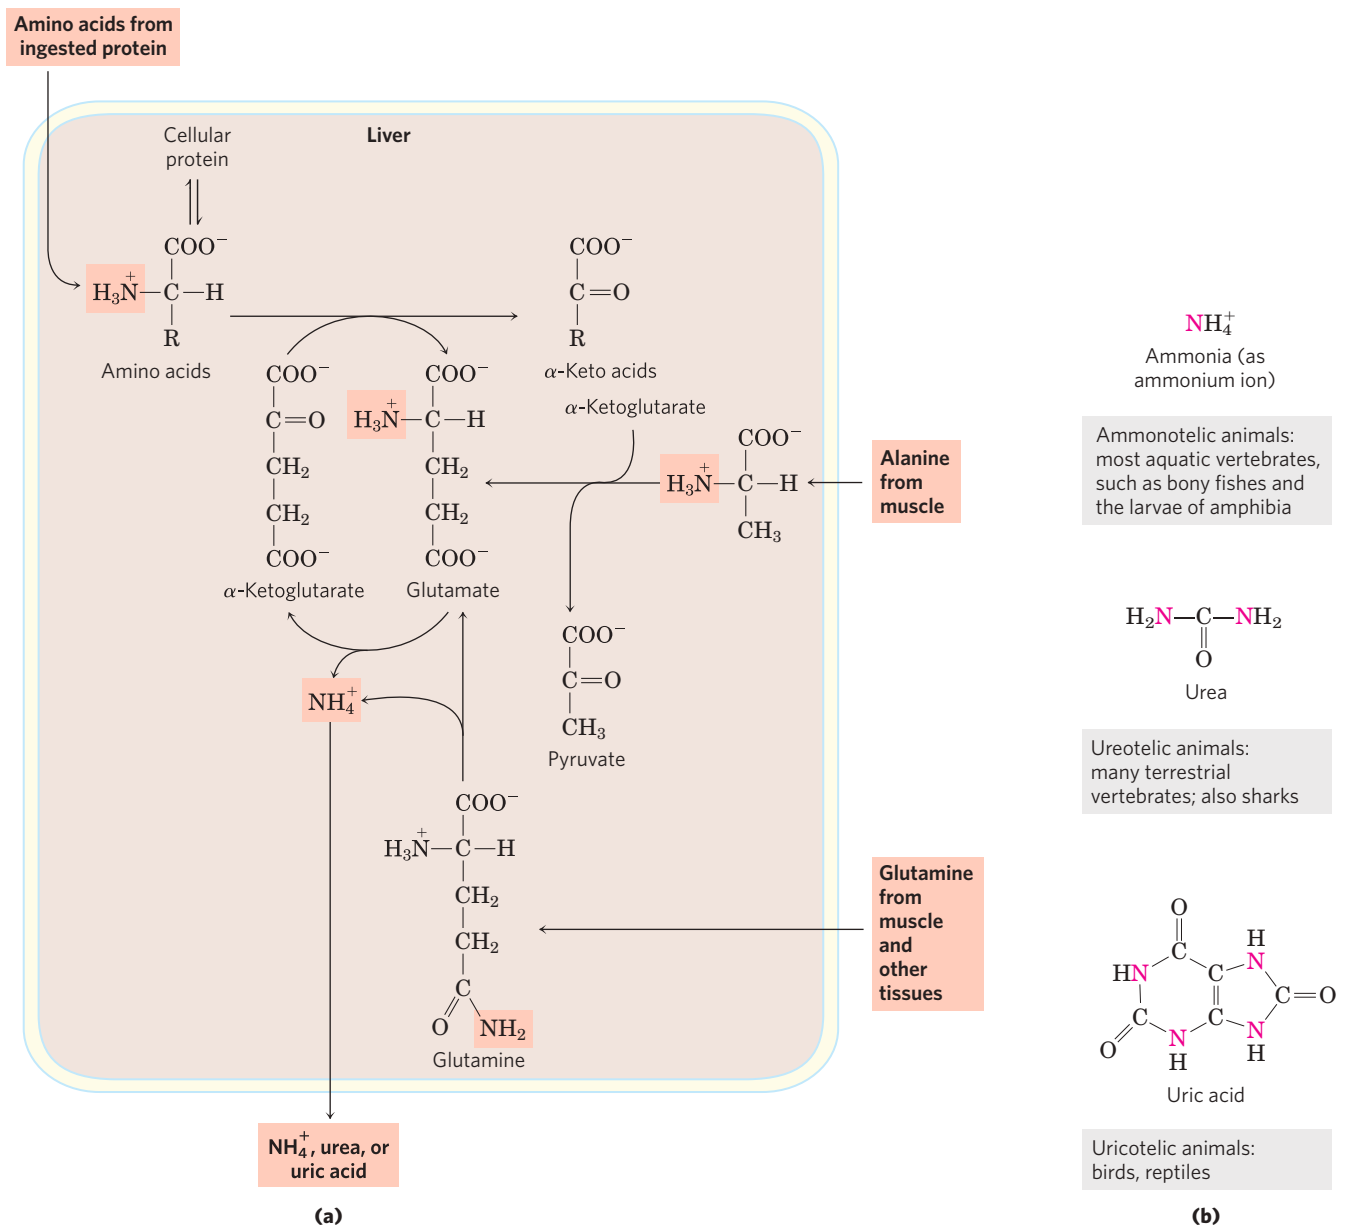 Amino acids from
ingested protein
Cellular
protein
Liver
COO⁻
H₃N⁺—C—H
R
Amino acids
COO⁻
C=O
R
α-Keto acids
COO⁻
C=O
CH₂
CH₂
COO⁻
α-Ketoglutarate
COO⁻
H₃N⁺—C—H
CH₂
CH₂
COO⁻
Glutamate
α-Ketoglutarate
COO⁻
H₃N⁺—C—H
CH₃
Alanine
from
muscle
COO⁻
C=O
CH₃
Pyruvate
NH₄⁺
COO⁻
H₃N⁺—C—H
CH₂
CH₂
C
O NH₂
Glutamine
Glutamine
from
muscle
and
other
tissues
NH₄⁺, urea, or
uric acid
(a)
NH₄⁺
Ammonia (as
ammonium ion)
Ammonotelic animals:
most aquatic vertebrates,
such as bony fishes and
the larvae of amphibia
H₂N—C—NH₂
O
Urea
Ureotelic animals:
many terrestrial
vertebrates; also sharks
O
H
C N
HN C
C=O
C C
O N N
H H
Uric acid
Uricotelic animals:
birds, reptiles
(b)